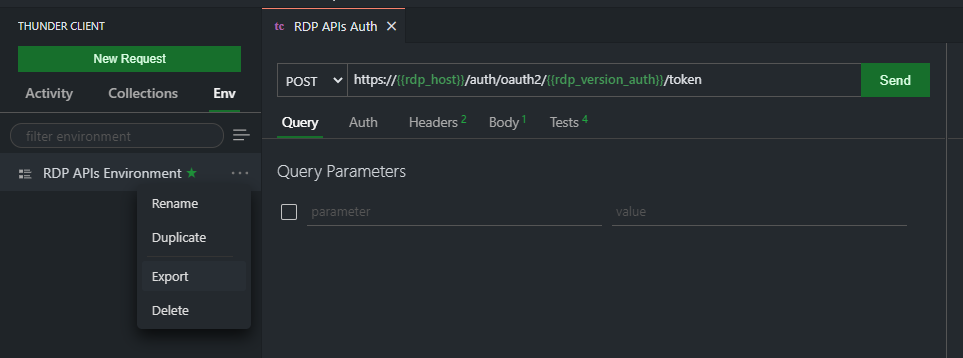 THUNDER CLIENT
New Request
Activity Collections Env
filter environment
RDP APIs Environment ★ ···
Rename
Duplicate
Export
Delete
tc RDP APIs Auth ✕
POST https://{{rdp_host}}/auth/oauth2/{{rdp_version_auth}}/token Send
Query Auth Headers 2 Body 1 Tests 4
Query Parameters
parameter value